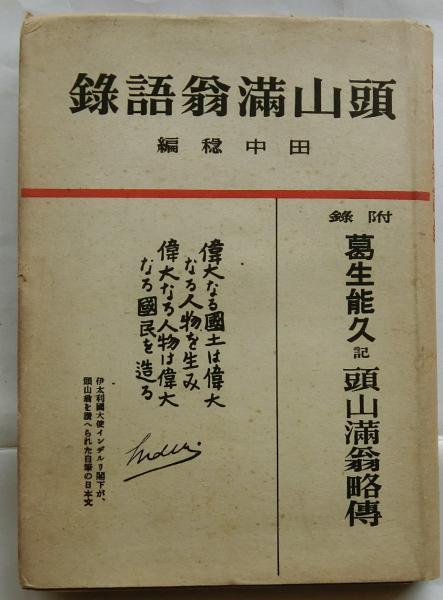 頭山滿翁語錄
田中稔編
附錄
葛生能久記 頭山滿翁略傳
偉大なる國土は偉大
なる人物を生み
偉大なる人物は偉大
なる國民を造る
伊太利國大使インデルリ閣下が、
頭山翁を讚へられた自筆の日本文